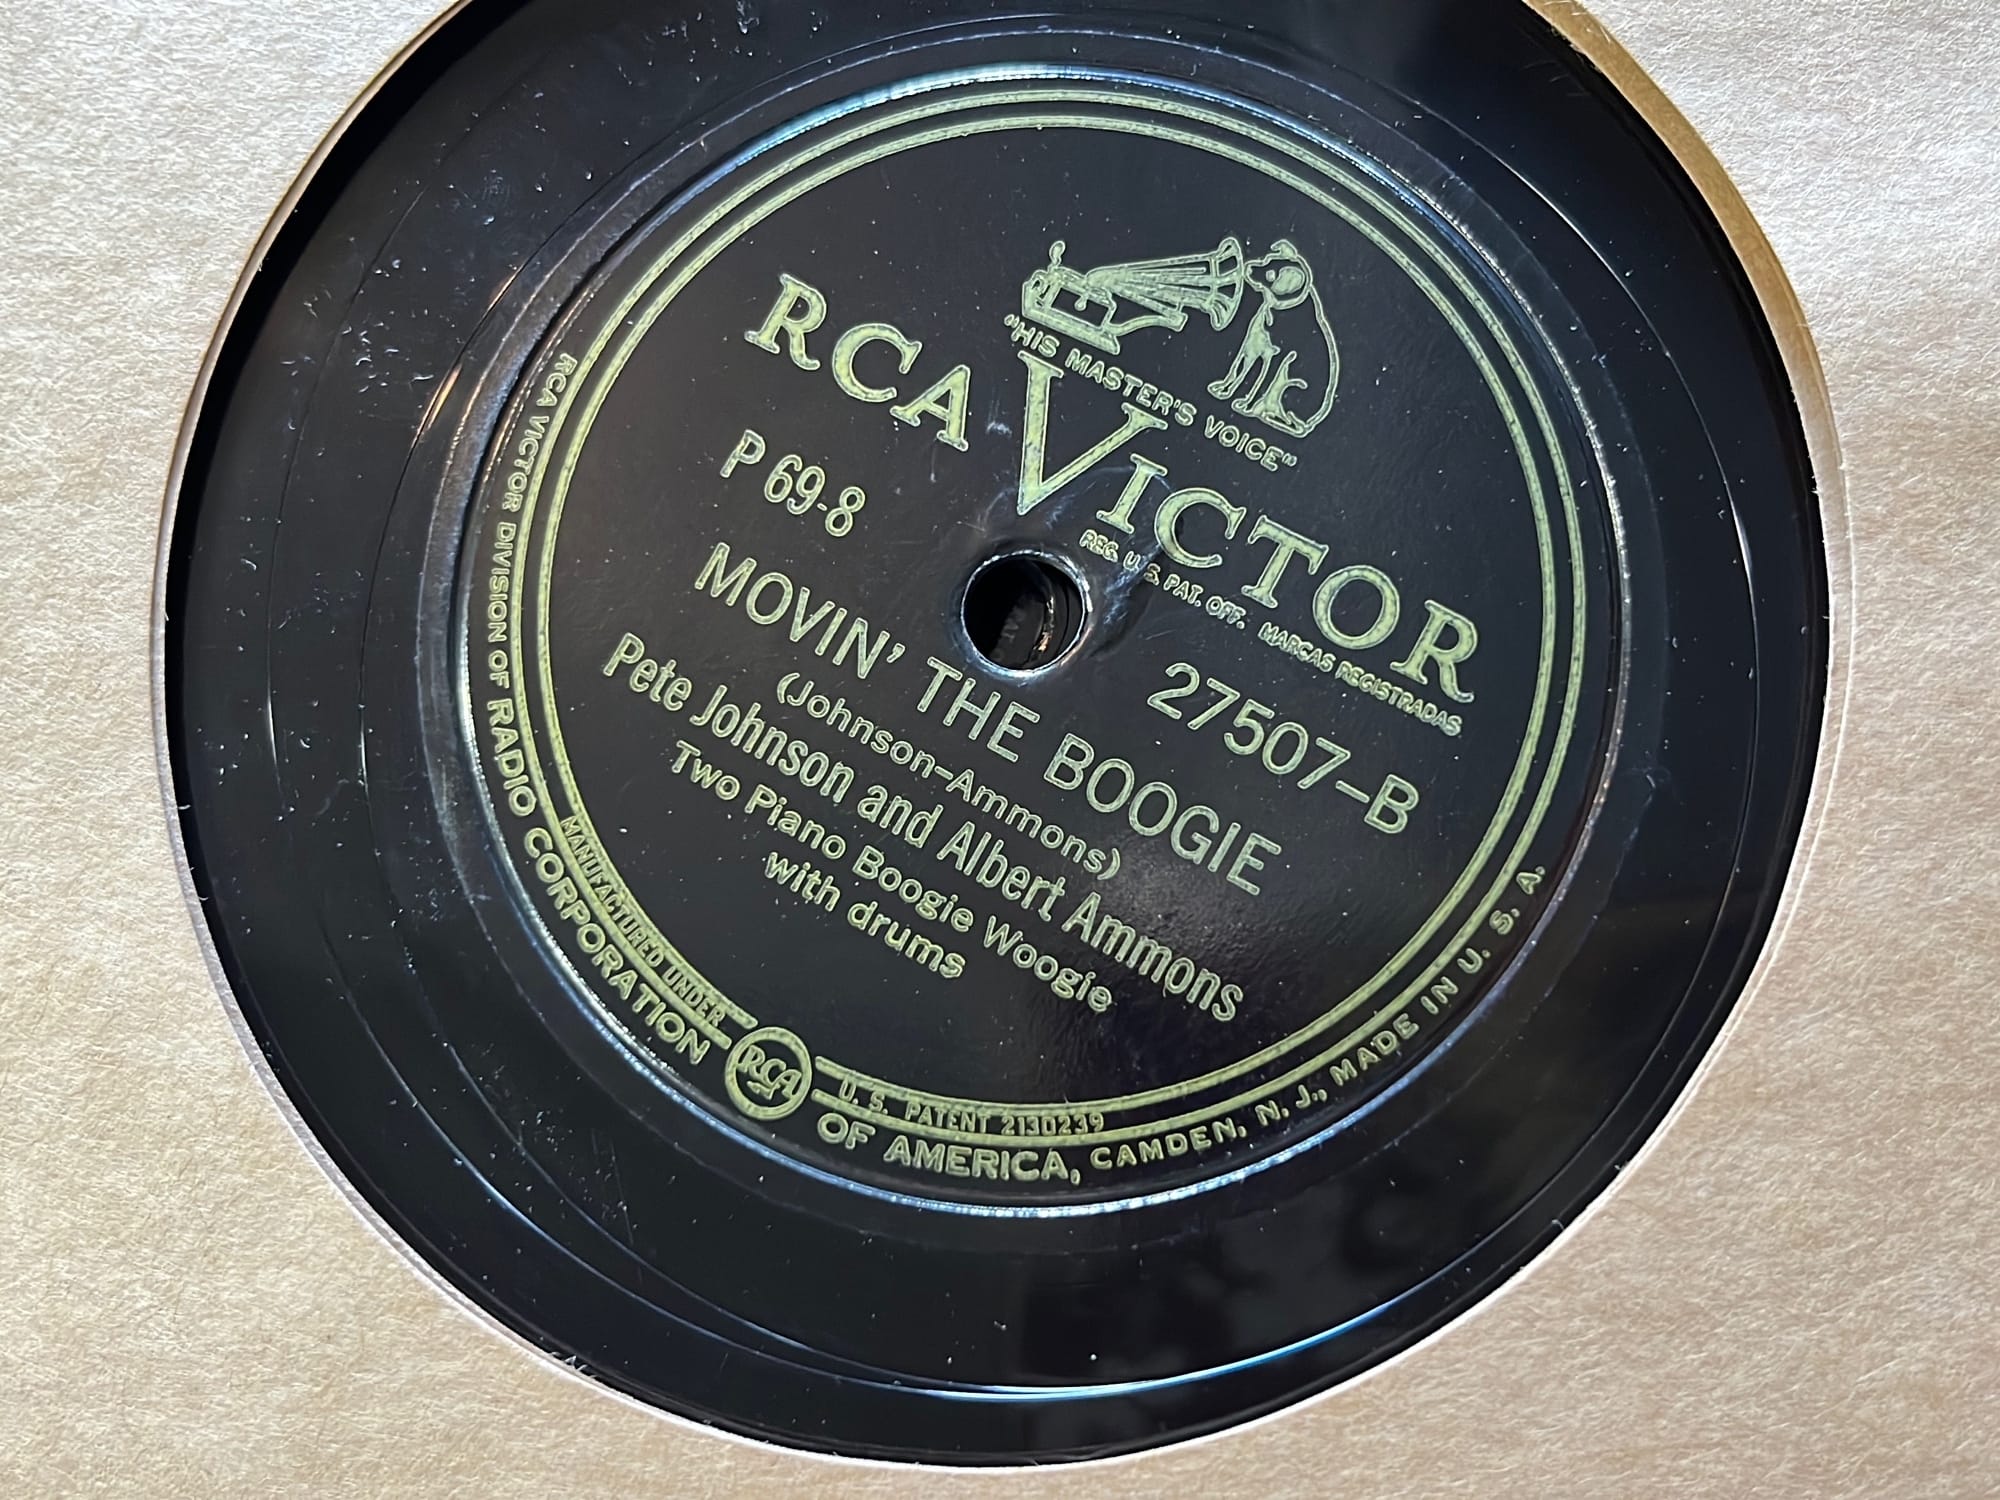 "HIS MASTER'S VOICE"
RCA VICTOR
REG. U. S. PAT. OFF. MARCAS REGISTRADAS
P 69-8
27507-B
MOVIN' THE BOOGIE
(Johnson-Ammons)
Pete Johnson and Albert Ammons
Two Piano Boogie Woogie
with drums
MANUFACTURED UNDER RCA U. S. PATENT 2130239
RCA VICTOR DIVISION OF RADIO CORPORATION OF AMERICA, CAMDEN, N. J., MADE IN U. S. A.